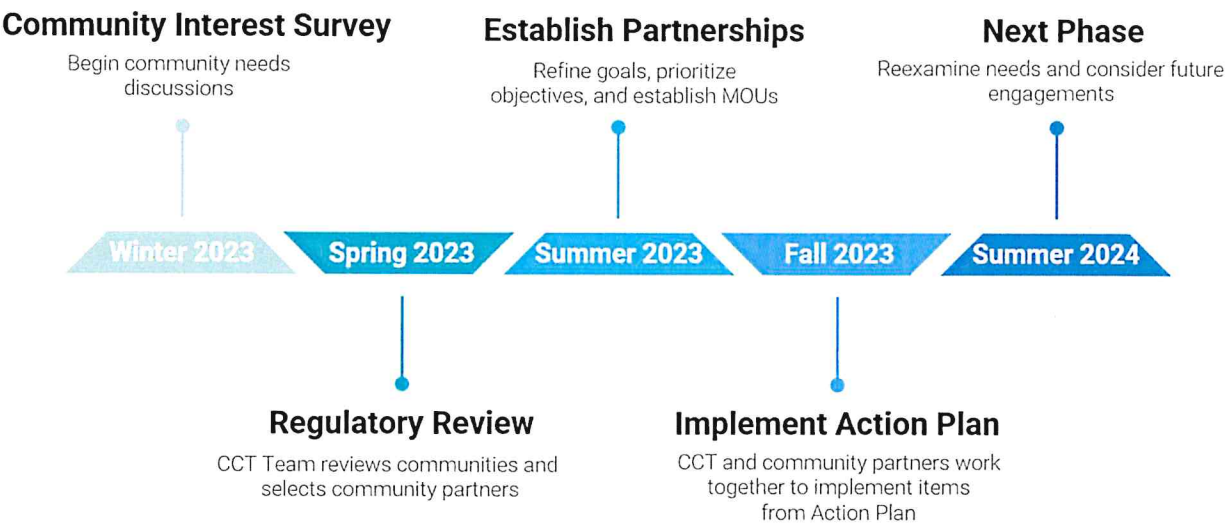 Community Interest Survey
Begin community needs
discussions
Establish Partnerships
Refine goals, prioritize
objectives, and establish MOUs
Next Phase
Reexamine needs and consider future
engagements
Winter 2023
Spring 2023
Summer 2023
Fall 2023
Summer 2024
Regulatory Review
CCT Team reviews communities and
selects community partners
Implement Action Plan
CCT and community partners work
together to implement items
from Action Plan